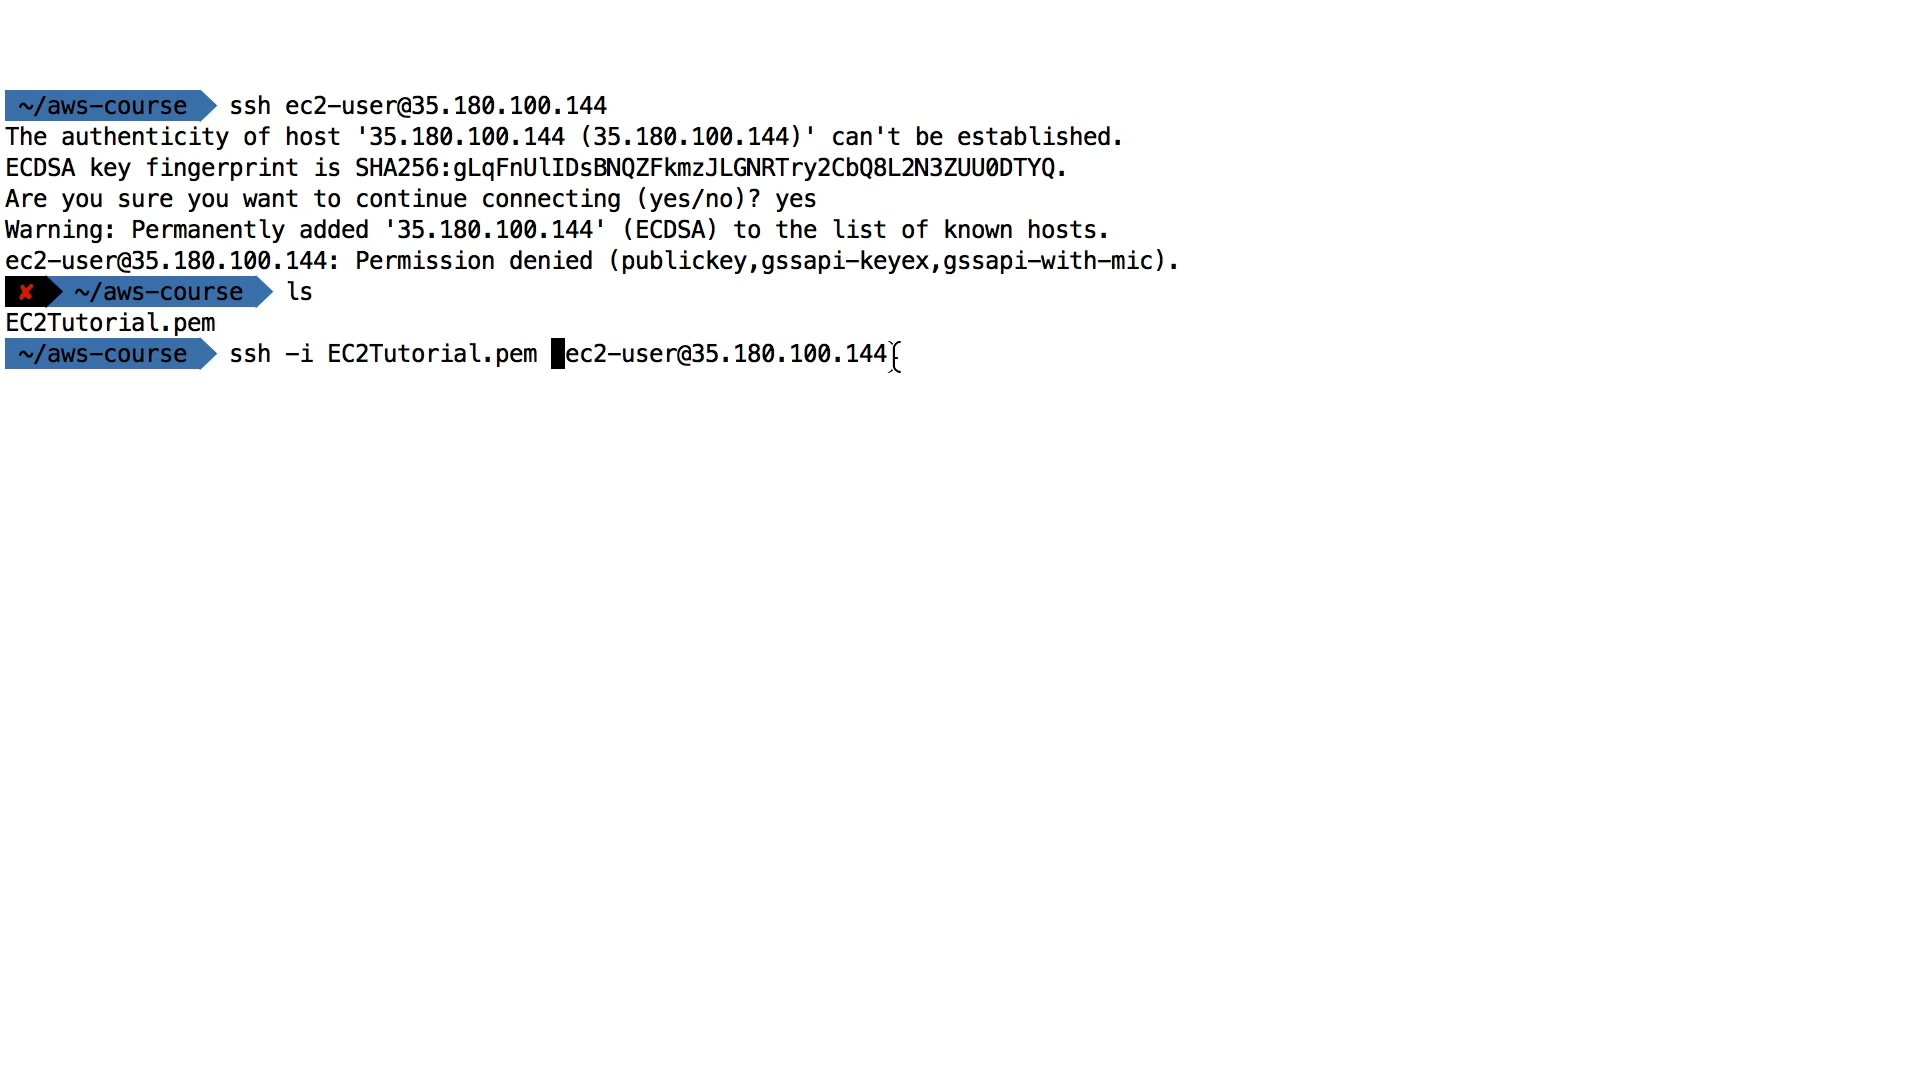 ~/aws-course ssh ec2-user@35.180.100.144
The authenticity of host '35.180.100.144 (35.180.100.144)' can't be established.
ECDSA key fingerprint is SHA256:gLqFnUlIDsBNQZFkmzJLGNRTry2CbQ8L2N3ZUU0DTYQ.
Are you sure you want to continue connecting (yes/no)? yes
Warning: Permanently added '35.180.100.144' (ECDSA) to the list of known hosts.
ec2-user@35.180.100.144: Permission denied (publickey,gssapi-keyex,gssapi-with-mic).
✘ ~/aws-course ls
EC2Tutorial.pem
~/aws-course ssh -i EC2Tutorial.pem ec2-user@35.180.100.144